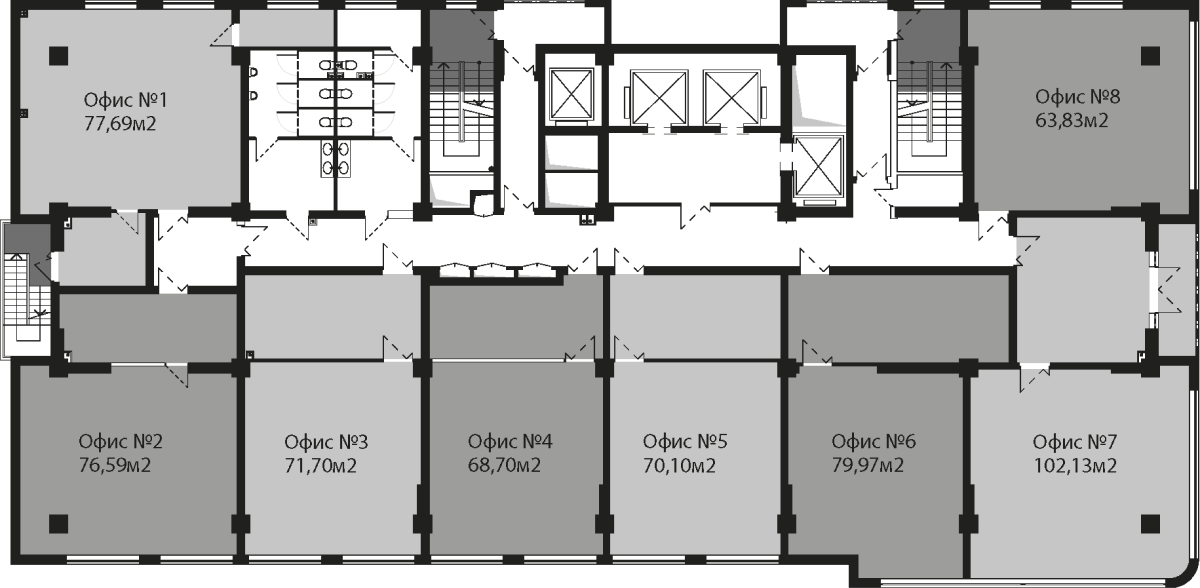 Офис №1
77,69м2
Офис №8
63,83м2
Офис №2
76,59м2
Офис №3
71,70м2
Офис №4
68,70м2
Офис №5
70,10м2
Офис №6
79,97м2
Офис №7
102,13м2